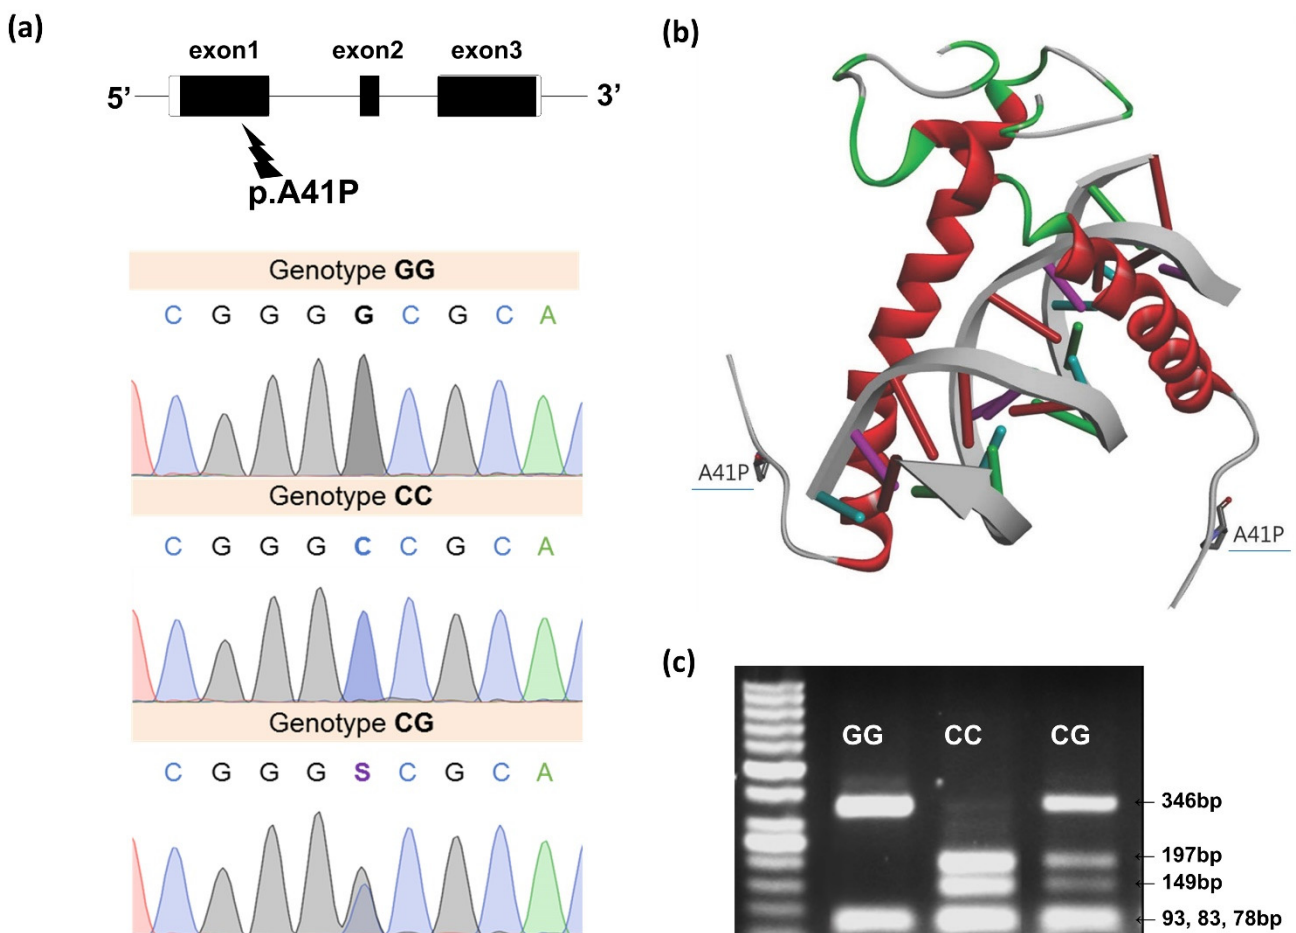 (a)
exon1 exon2 exon3
5’ 3’
p.A41P
Genotype GG
C G G G G C G C A
Genotype CC
C G G G C C G C A
Genotype CG
C G G G S C G C A
(b)
A41P
A41P
(c)
GG CC CG
← 346bp
← 197bp
← 149bp
← 93, 83, 78bp